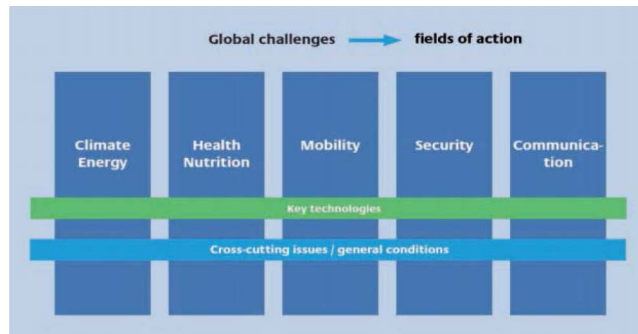 Global challenges fields of action
Climate
Energy
Health
Nutrition
Mobility
Security
Communica-
tion
Key technologies
Cross-cutting issues / general conditions